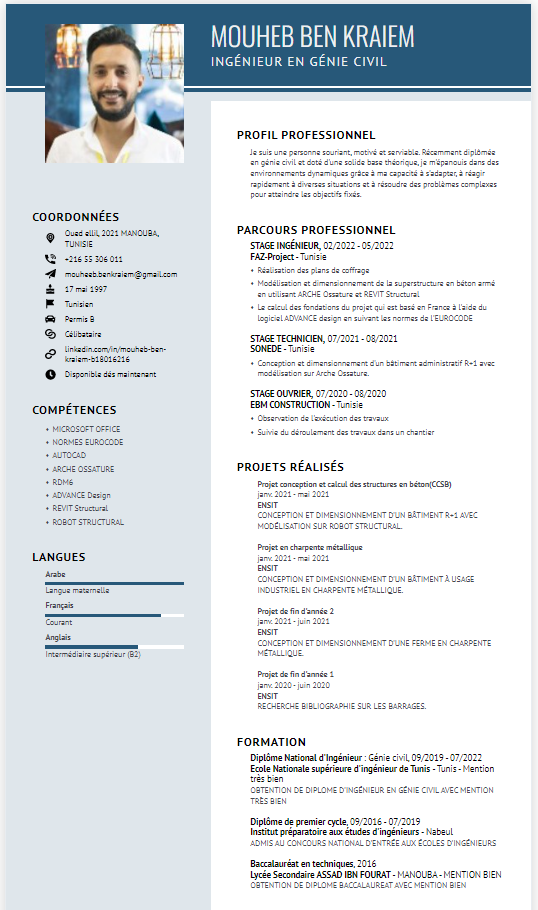 MOUHEB BEN KRAIEM
INGÉNIEUR EN GÉNIE CIVIL
COORDONNÉES
Oued ellil, 2021 MANOUBA,
TUNISIE
+216 55 306 011
mouheeb.benkraiem@gmail.com
17 mai 1997
Tunisien
Permis B
Célibataire
linkedin.com/in/mouheb-ben-
kraiem-b18016216
Disponible dés maintenant
COMPÉTENCES
• MICROSOFT OFFICE
• NORMES EUROCODE
• AUTOCAD
• ARCHE OSSATURE
• RDM6
• ADVANCE Design
• REVIT Structural
• ROBOT STRUCTURAL
LANGUES
Arabe
Langue maternelle
Français
Courant
Anglais
Intermédiaire supérieur (B2)
PROFIL PROFESSIONNEL
Je suis une personne souriant, motivé et serviable. Récemment diplômée
en génie civil et doté d'une solide base théorique, je m'épanouis dans des
environnements dynamiques grâce à ma capacité à s'adapter, à réagir
rapidement à diverses situations et à résoudre des problèmes complexes
pour atteindre les objectifs fixés.
PARCOURS PROFESSIONNEL
STAGE INGÉNIEUR, 02/2022 - 05/2022
FAZ-Project - Tunisie
• Réalisation des plans de coffrage
• Modélisation et dimensionnement de la superstructure en béton armé
en utilisant ARCHE Ossature et REVIT Structural
• Le calcul des fondations du projet qui est basé en France à l'aide du
logiciel ADVANCE design en suivant les normes de l'EUROCODE
STAGE TECHNICIEN, 07/2021 - 08/2021
SONEDE - Tunisie
• Conception et dimensionnement d'un bâtiment administratif R+1 avec
modélisation sur Arche Ossature.
STAGE OUVRIER, 07/2020 - 08/2020
EBM CONSTRUCTION - Tunisie
• Observation de l'exécution des travaux
• Suivie du déroulement des travaux dans un chantier
PROJETS RÉALISÉS
Projet conception et calcul des structures en béton(CCSB)
janv. 2021 - mai 2021
ENSIT
CONCEPTION ET DIMENSIONNEMENT D'UN BÂTIMENT R+1 AVEC
MODÉLISATION SUR ROBOT STRUCTURAL.
Projet en charpente métallique
janv. 2021 - mai 2021
ENSIT
CONCEPTION ET DIMENSIONNEMENT D'UN BÂTIMENT À USAGE
INDUSTRIEL EN CHARPENTE MÉTALLIQUE.
Projet de fin d'année 2
janv. 2021 - juin 2021
ENSIT
CONCEPTION ET DIMENSIONNEMENT D'UNE FERME EN CHARPENTE
MÉTALLIQUE.
Projet de fin d'année 1
janv. 2020 - juin 2020
ENSIT
RECHERCHE BIBLIOGRAPHIE SUR LES BARRAGES.
FORMATION
Diplôme National d'Ingénieur : Génie civil, 09/2019 - 07/2022
Ecole Nationale supérieure d'ingénieur de Tunis - Tunis - Mention
très bien
OBTENTION DE DIPLOME D'INGÉNIEUR EN GÉNIE CIVIL AVEC MENTION
TRÈS BIEN
Diplôme de premier cycle, 09/2016 - 07/2019
Institut préparatoire aux études d'ingénieurs - Nabeul
ADMIS AU CONCOURS NATIONAL D'ENTRÉE AUX ÉCOLES D'INGÉNIEURS
Baccalauréat en techniques, 2016
Lycée Secondaire ASSAD IBN FOURAT - MANOUBA - MENTION BIEN
OBTENTION DE DIPLOME BACCALAUREAT AVEC MENTION BIEN